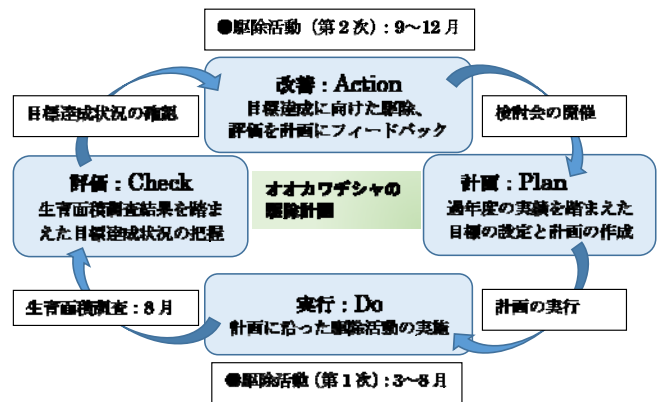 ●駆除活動（第２次）：9～12 月
改善：Action
目標達成に向けた駆除、
評価を計画にフィードバック
目標達成状況の確認
検討会の開催
評価：Check
生育面積調査結果を踏ま
えた目標達成状況の把握
オオカワヂシャの
駆除計画
計画：Plan
過年度の実績を踏まえた
目標の設定と計画の作成
生育面積調査：8 月
実行：Do
計画に沿った駆除活動の実施
計画の実行
●駆除活動（第１次）：3～8 月